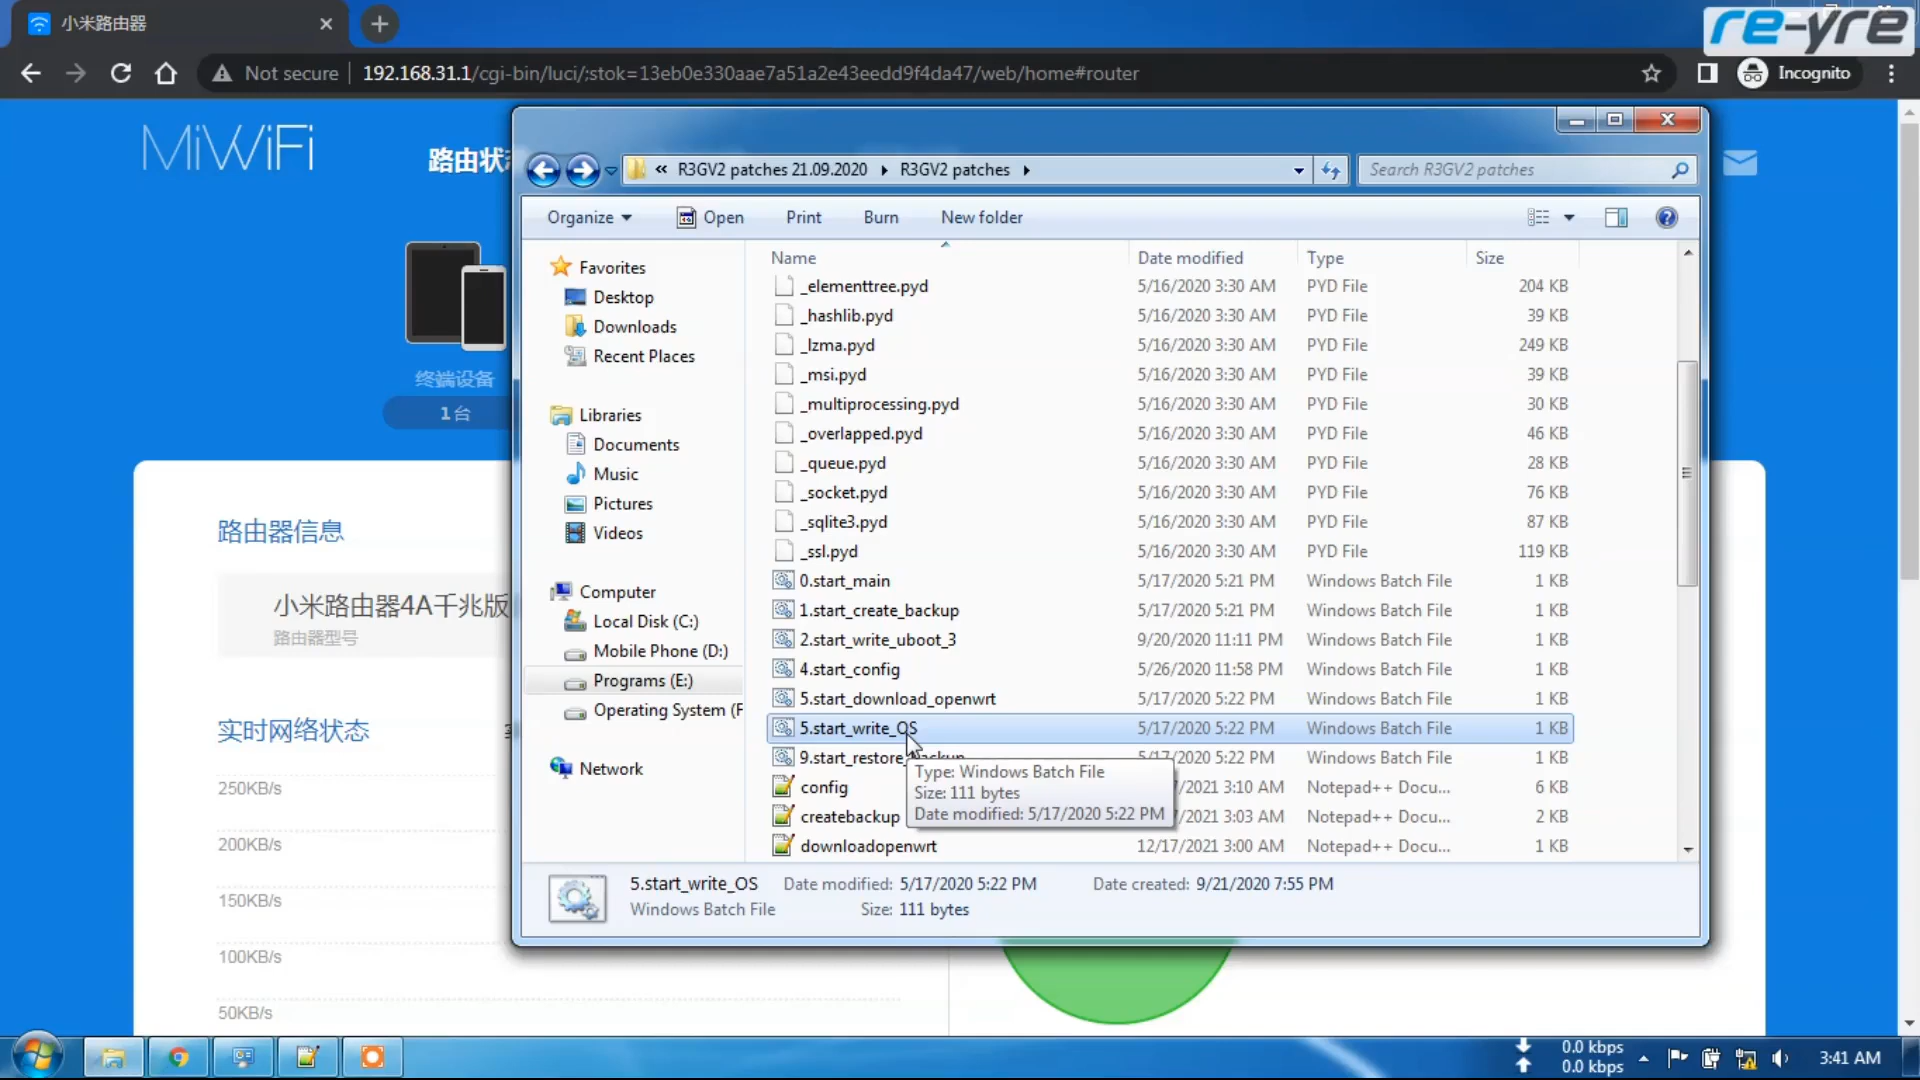 小米路由器
re-yre
Not secure
192.168.31.1/cgi-bin/luci/;stok=13eb0e330aae7a51a2e43eedd9f4da47/web/home#router
Incognito
MiWiFi
路由状
« R3GV2 patches 21.09.2020 R3GV2 patches
Search R3GV2 patches
Organize
Open
Print
Burn
New folder
Name
Date modified
Type
Size
Favorites
Desktop
Downloads
Recent Places
Libraries
Documents
Music
Pictures
Videos
Computer
Local Disk (C:)
Mobile Phone (D:)
Programs (E:)
Operating System (F
Network
_elementtree.pyd 5/16/2020 3:30 AM PYD File 204 KB
_hashlib.pyd 5/16/2020 3:30 AM PYD File 39 KB
_lzma.pyd 5/16/2020 3:30 AM PYD File 249 KB
_msi.pyd 5/16/2020 3:30 AM PYD File 39 KB
_multiprocessing.pyd 5/16/2020 3:30 AM PYD File 30 KB
_overlapped.pyd 5/16/2020 3:30 AM PYD File 46 KB
_queue.pyd 5/16/2020 3:30 AM PYD File 28 KB
_socket.pyd 5/16/2020 3:30 AM PYD File 76 KB
_sqlite3.pyd 5/16/2020 3:30 AM PYD File 87 KB
_ssl.pyd 5/16/2020 3:30 AM PYD File 119 KB
0.start_main 5/17/2020 5:21 PM Windows Batch File 1 KB
1.start_create_backup 5/17/2020 5:21 PM Windows Batch File 1 KB
2.start_write_uboot_3 9/20/2020 11:11 PM Windows Batch File 1 KB
4.start_config 5/26/2020 11:58 PM Windows Batch File 1 KB
5.start_download_openwrt 5/17/2020 5:22 PM Windows Batch File 1 KB
5.start_write_OS 5/17/2020 5:22 PM Windows Batch File 1 KB
9.start_restore_backup 5/17/2020 5:22 PM Windows Batch File 1 KB
config 7/2021 3:10 AM Notepad++ Docu... 6 KB
createbackup 7/2021 3:03 AM Notepad++ Docu... 2 KB
downloadopenwrt 12/17/2021 3:00 AM Notepad++ Docu... 1 KB
Type: Windows Batch File
Size: 111 bytes
Date modified: 5/17/2020 5:22 PM
5.start_write_OS Date modified: 5/17/2020 5:22 PM Date created: 9/21/2020 7:55 PM
Windows Batch File Size: 111 bytes
终端设备
1台
路由器信息
小米路由器4A千兆版
路由器型号
实时网络状态
250KB/s
200KB/s
150KB/s
100KB/s
50KB/s
0.0 kbps
0.0 kbps
3:41 AM